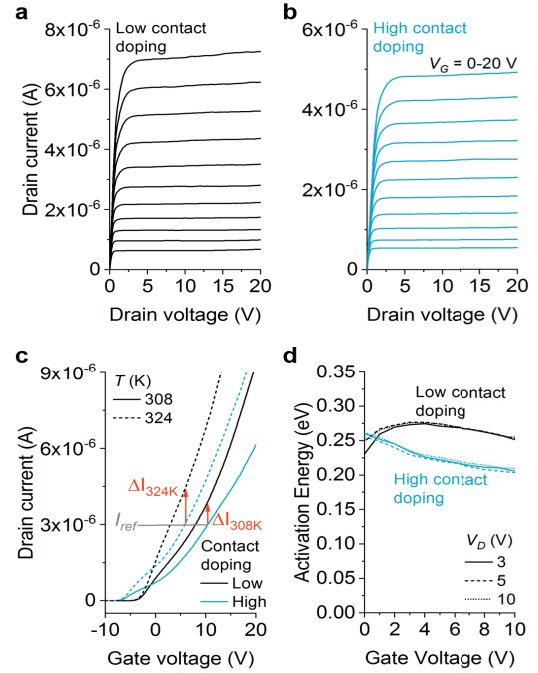 a
Low contact
doping
8x10⁻⁶
6x10⁻⁶
4x10⁻⁶
2x10⁻⁶
0
Drain current (A)
0 5 10 15 20
Drain voltage (V)
b
High contact
doping
V_G = 0-20 V
6x10⁻⁶
4x10⁻⁶
2x10⁻⁶
0
0 5 10 15 20
Drain voltage (V)
c
T (K)
308
324
9x10⁻⁶
6x10⁻⁶
3x10⁻⁶
0
Drain current (A)
ΔI324K
Iref
ΔI308K
Contact
doping
Low
High
-10 0 10 20
Gate voltage (V)
d
0.35
0.30
0.25
0.20
0.15
0.10
0.05
0.00
Activation Energy (eV)
Low contact
doping
High contact
doping
V_D (V)
3
5
10
0 2 4 6 8 10
Gate Voltage (V)